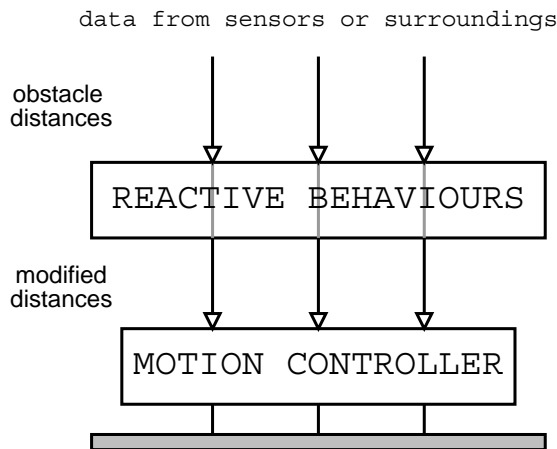 data from sensors or surroundings
obstacle
distances
REACTIVE BEHAVIOURS
modified
distances
MOTION CONTROLLER